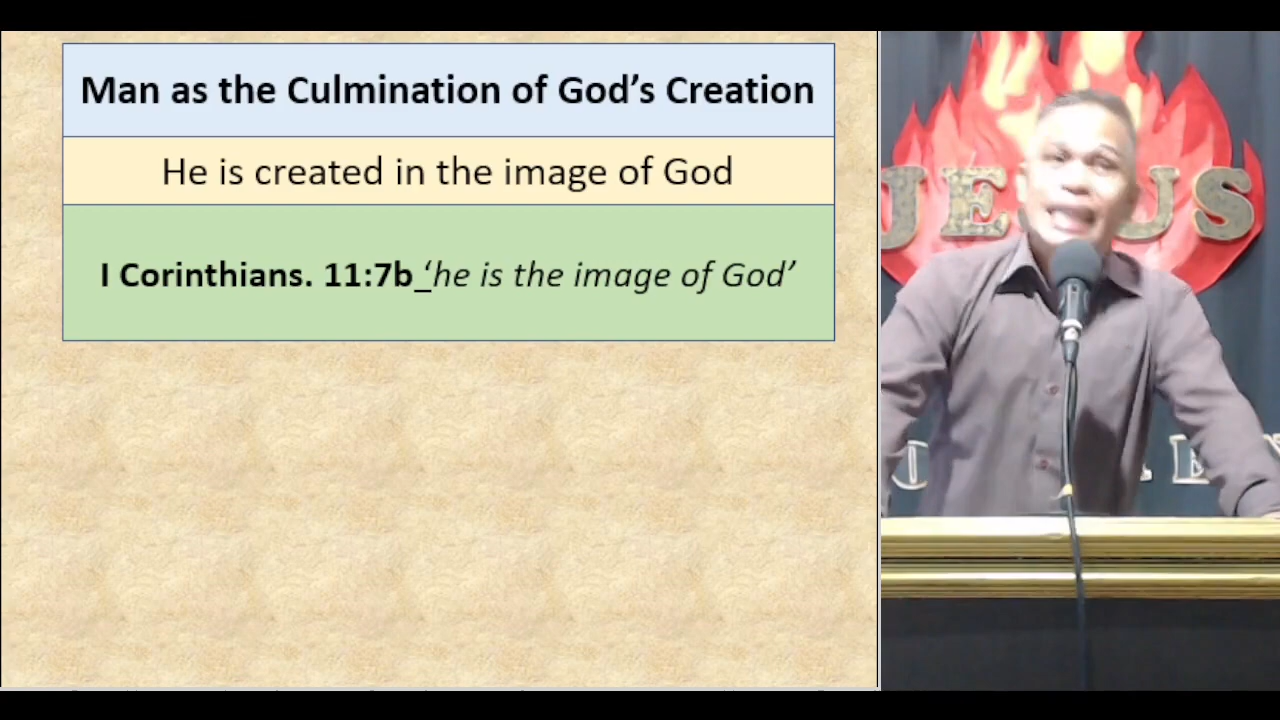 Man as the Culmination of God’s Creation
He is created in the image of God
I Corinthians. 11:7b_‘he is the image of God’
JESUS